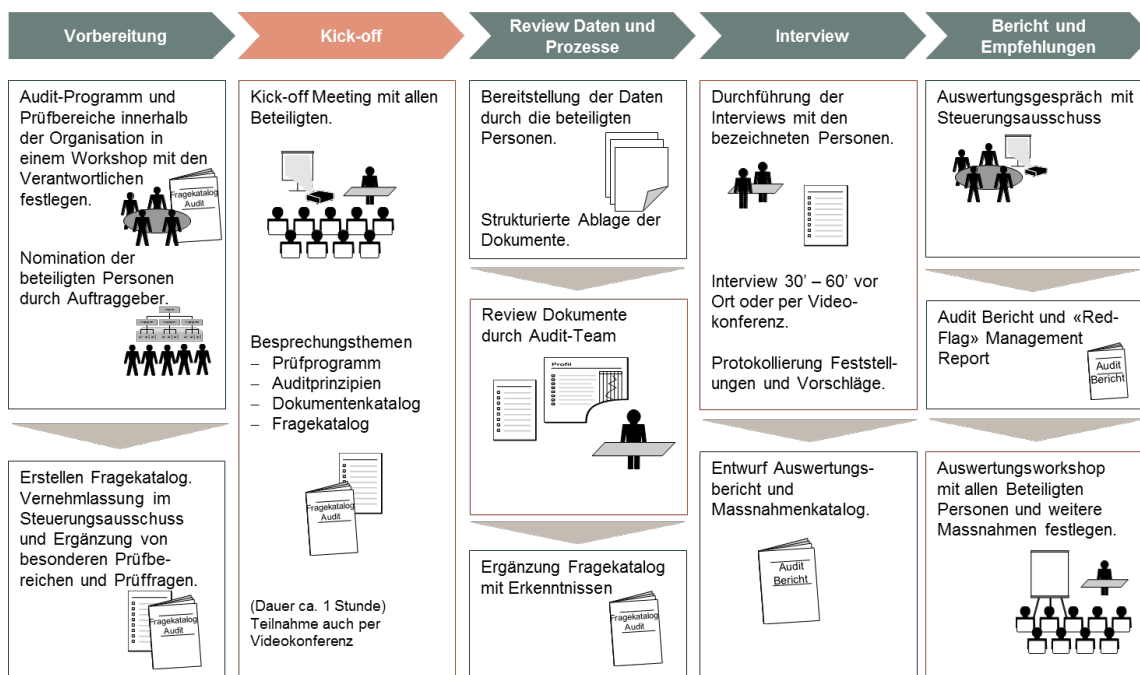 Vorbereitung
Kick-off
Review Daten und
Prozesse
Interview
Bericht und
Empfehlungen
Audit-Programm und
Prüfbereiche innerhalb
der Organisation in
einem Workshop mit den
Verantwortlichen
festlegen.
Fragekatalog
Audit
Nomination der
beteiligten Personen
durch Auftraggeber.
Erstellen Fragekatalog.
Vernehmlassung im
Steuerungsausschuss
und Ergänzung von
besonderen Prüfbe-
reichen und Prüffragen.
Fragekatalog
Audit
Kick-off Meeting mit allen
Beteiligten.
Besprechungsthemen
– Prüfprogramm
– Auditprinzipien
– Dokumentenkatalog
– Fragekatalog
Fragekatalog
Audit
(Dauer ca. 1 Stunde)
Teilnahme auch per
Videokonferenz
Bereitstellung der Daten
durch die beteiligten
Personen.
Strukturierte Ablage der
Dokumente.
Review Dokumente
durch Audit-Team
Profil
Ergänzung Fragekatalog
mit Erkenntnissen
Fragekatalog
Audit
Durchführung der
Interviews mit den
bezeichneten Personen.
Interview 30’ – 60’ vor
Ort oder per Video-
konferenz.
Protokollierung Feststell-
ungen und Vorschläge.
Entwurf Auswertungs-
bericht und
Massnahmenkatalog.
Audit
Bericht
Auswertungsgespräch mit
Steuerungsausschuss
Audit Bericht und «Red-
Flag» Management
Report
Audit
Bericht
Auswertungsworkshop
mit allen Beteiligten
Personen und weitere
Massnahmen festlegen.